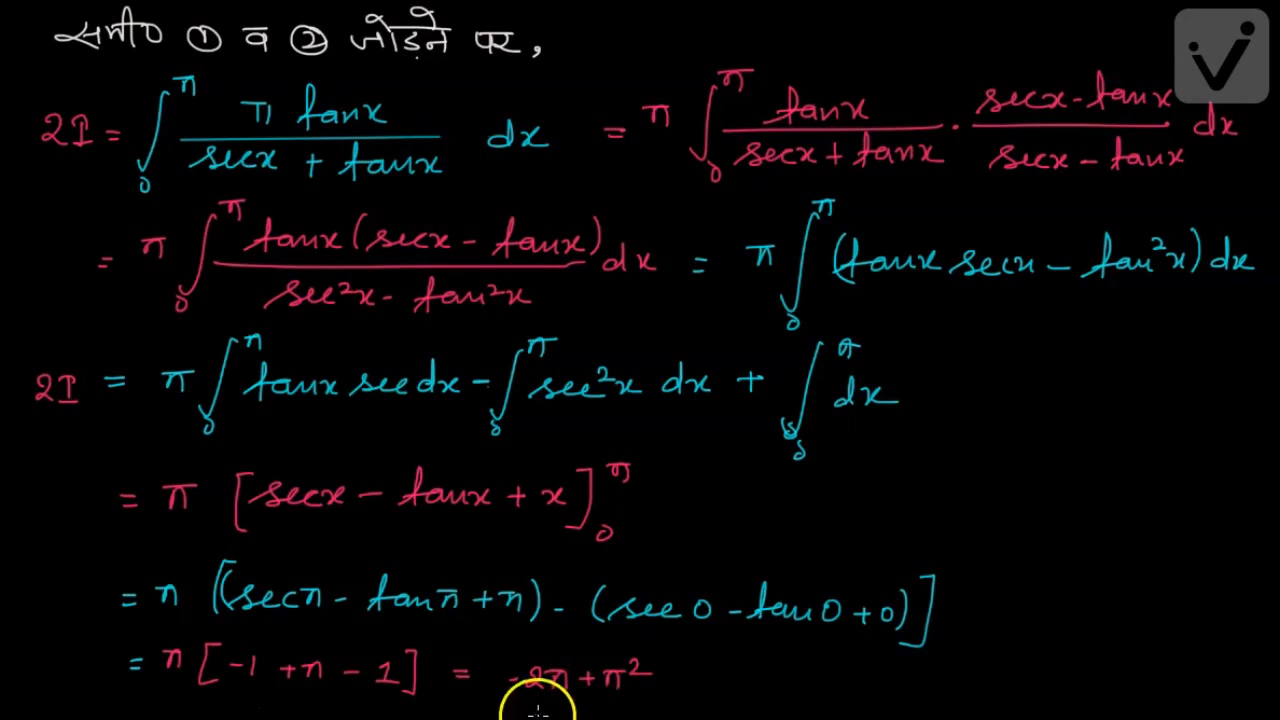 समी० ① व ② जोड़ने पर,
2I = ∫₀^π (π tanx)/(secx + tanx) dx = π ∫₀^π (tanx)/(secx + tanx) · (secx - tanx)/(secx - tanx) dx
= π ∫₀^π (tanx (secx - tanx))/(sec²x - tan²x) dx = π ∫₀^π (tanx secx - tan²x) dx
2I = π ∫₀^π tanx sec dx - ∫₀^π sec²x dx + ∫₀^π dx
= π [secx - tanx + x]₀^π
= π [(secπ - tanπ + π) - (sec0 - tan0 + 0)]
= π [-1 + π - 1] = -2π + π²